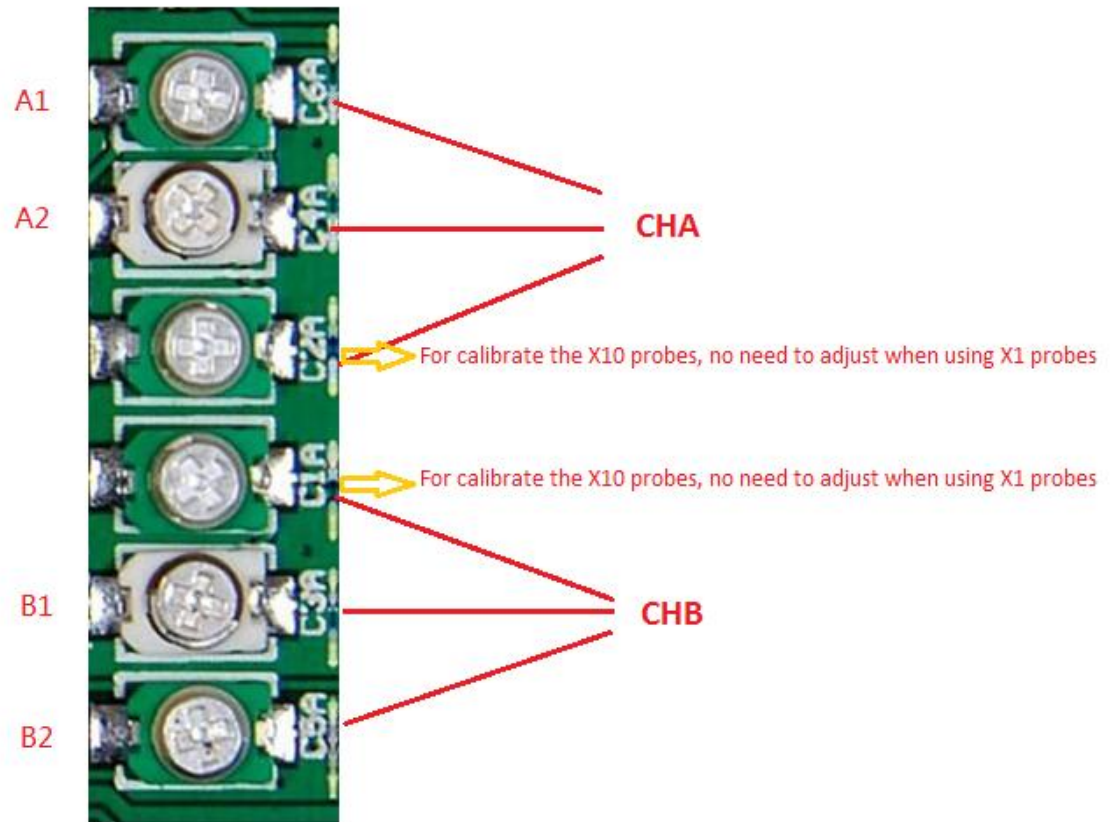 A1
C6A
A2
C4A
CHA
C2A
For calibrate the X10 probes, no need to adjust when using X1 probes
C1A
For calibrate the X10 probes, no need to adjust when using X1 probes
B1
C3A
CHB
B2
C5A